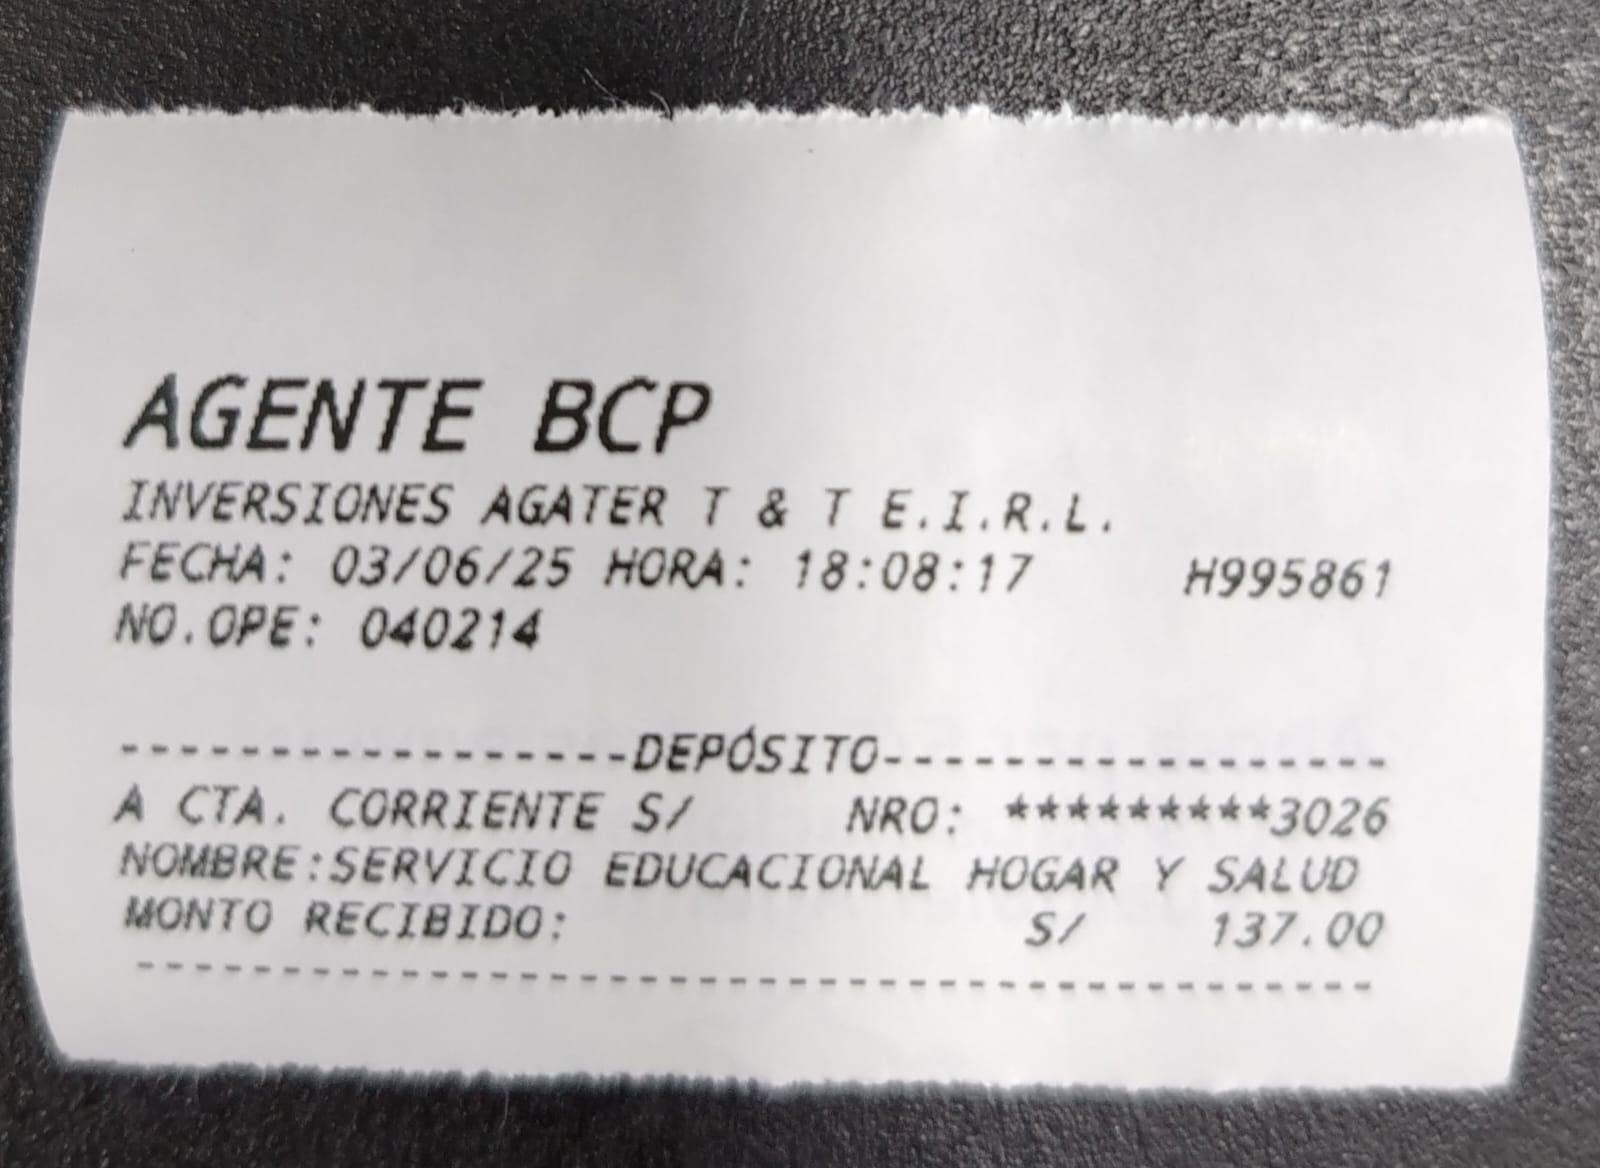 AGENTE BCP
INVERSIONES AGATER T & T E.I.R.L.
FECHA: 03/06/25 HORA: 18:08:17 H995861
NO.OPE: 040214
-----------------DEPÓSITO-----------------
A CTA. CORRIENTE S/ NRO: *********3026
NOMBRE:SERVICIO EDUCACIONAL HOGAR Y SALUD
MONTO RECIBIDO: S/ 137.00
------------------------------------------